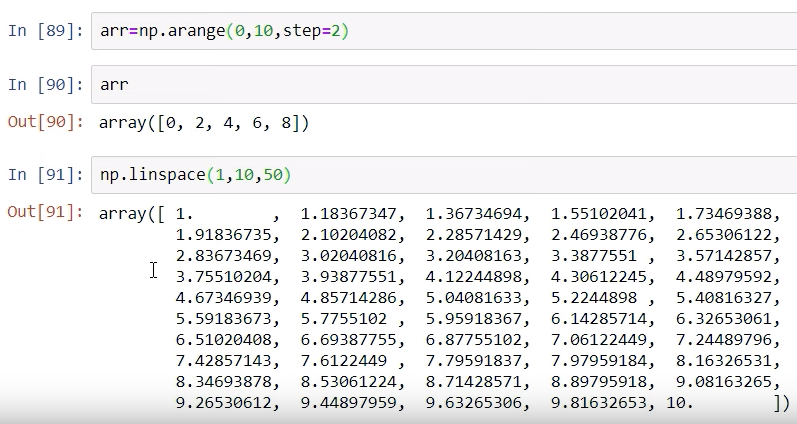 In [89]: arr=np.arange(0,10,step=2)
In [90]: arr
Out[90]: array([0, 2, 4, 6, 8])
In [91]: np.linspace(1,10,50)
Out[91]: array([ 1.        ,  1.18367347,  1.36734694,  1.55102041,  1.73469388,
1.91836735,  2.10204082,  2.28571429,  2.46938776,  2.65306122,
2.83673469,  3.02040816,  3.20408163,  3.3877551 ,  3.57142857,
3.75510204,  3.93877551,  4.12244898,  4.30612245,  4.48979592,
4.67346939,  4.85714286,  5.04081633,  5.2244898 ,  5.40816327,
5.59183673,  5.7755102 ,  5.95918367,  6.14285714,  6.32653061,
6.51020408,  6.69387755,  6.87755102,  7.06122449,  7.24489796,
7.42857143,  7.6122449 ,  7.79591837,  7.97959184,  8.16326531,
8.34693878,  8.53061224,  8.71428571,  8.89795918,  9.08163265,
9.26530612,  9.44897959,  9.63265306,  9.81632653, 10.        ])